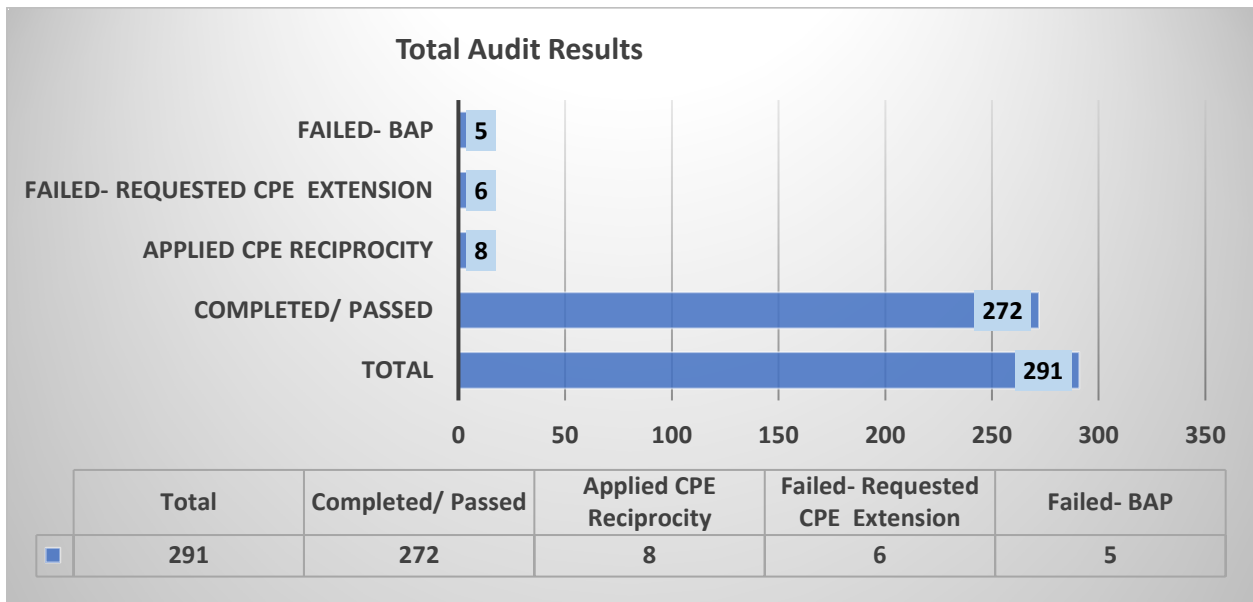 Total Audit Results
FAILED- BAP
5
FAILED- REQUESTED CPE  EXTENSION
6
APPLIED CPE RECIPROCITY
8
COMPLETED/ PASSED
272
TOTAL
291
0 50 100 150 200 250 300 350
Total
Completed/ Passed
Applied CPE
Reciprocity
Failed- Requested
CPE  Extension
Failed- BAP
291 272 8 6 5